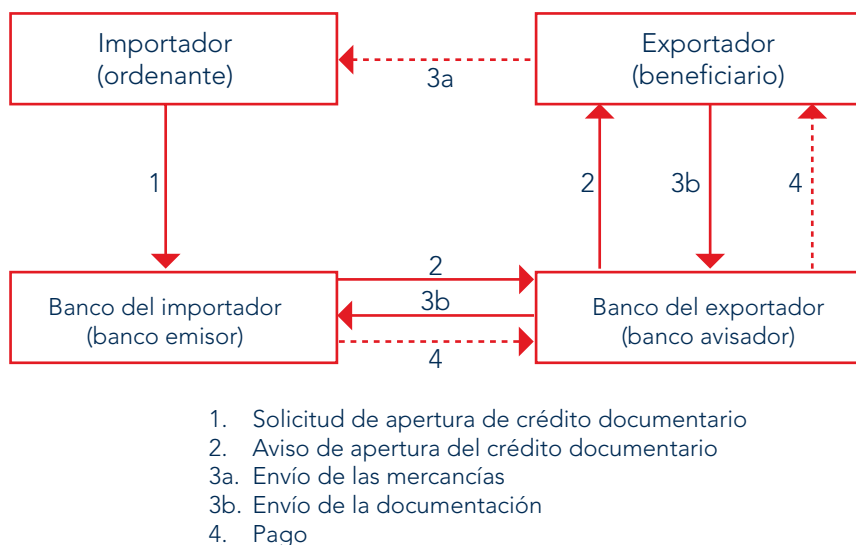 Importador
(ordenante)
3a
Exportador
(beneficiario)
1
2
3b
4
Banco del importador
(banco emisor)
2
3b
4
Banco del exportador
(banco avisador)
1. Solicitud de apertura de crédito documentario
2. Aviso de apertura del crédito documentario
3a. Envío de las mercancías
3b. Envío de la documentación
4. Pago